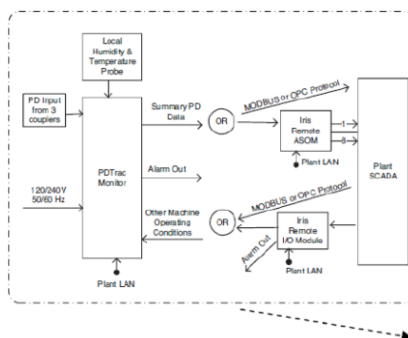 Local
Humidity &
Temperature
Probe
PD Input
from 3
couplers
Summary PD
Data
OR
MODBUS or OPC Protocol
Iris
Remote
ASOM
1
8
Plant LAN
PDTrac
Monitor
Alarm Out
Plant
SCADA
120/240V
50/60 Hz
Other Machine
Operating
Conditions
OR
MODBUS or OPC Protocol
Iris
Remote
I/O Module
Alarm Out
Plant LAN
Plant LAN